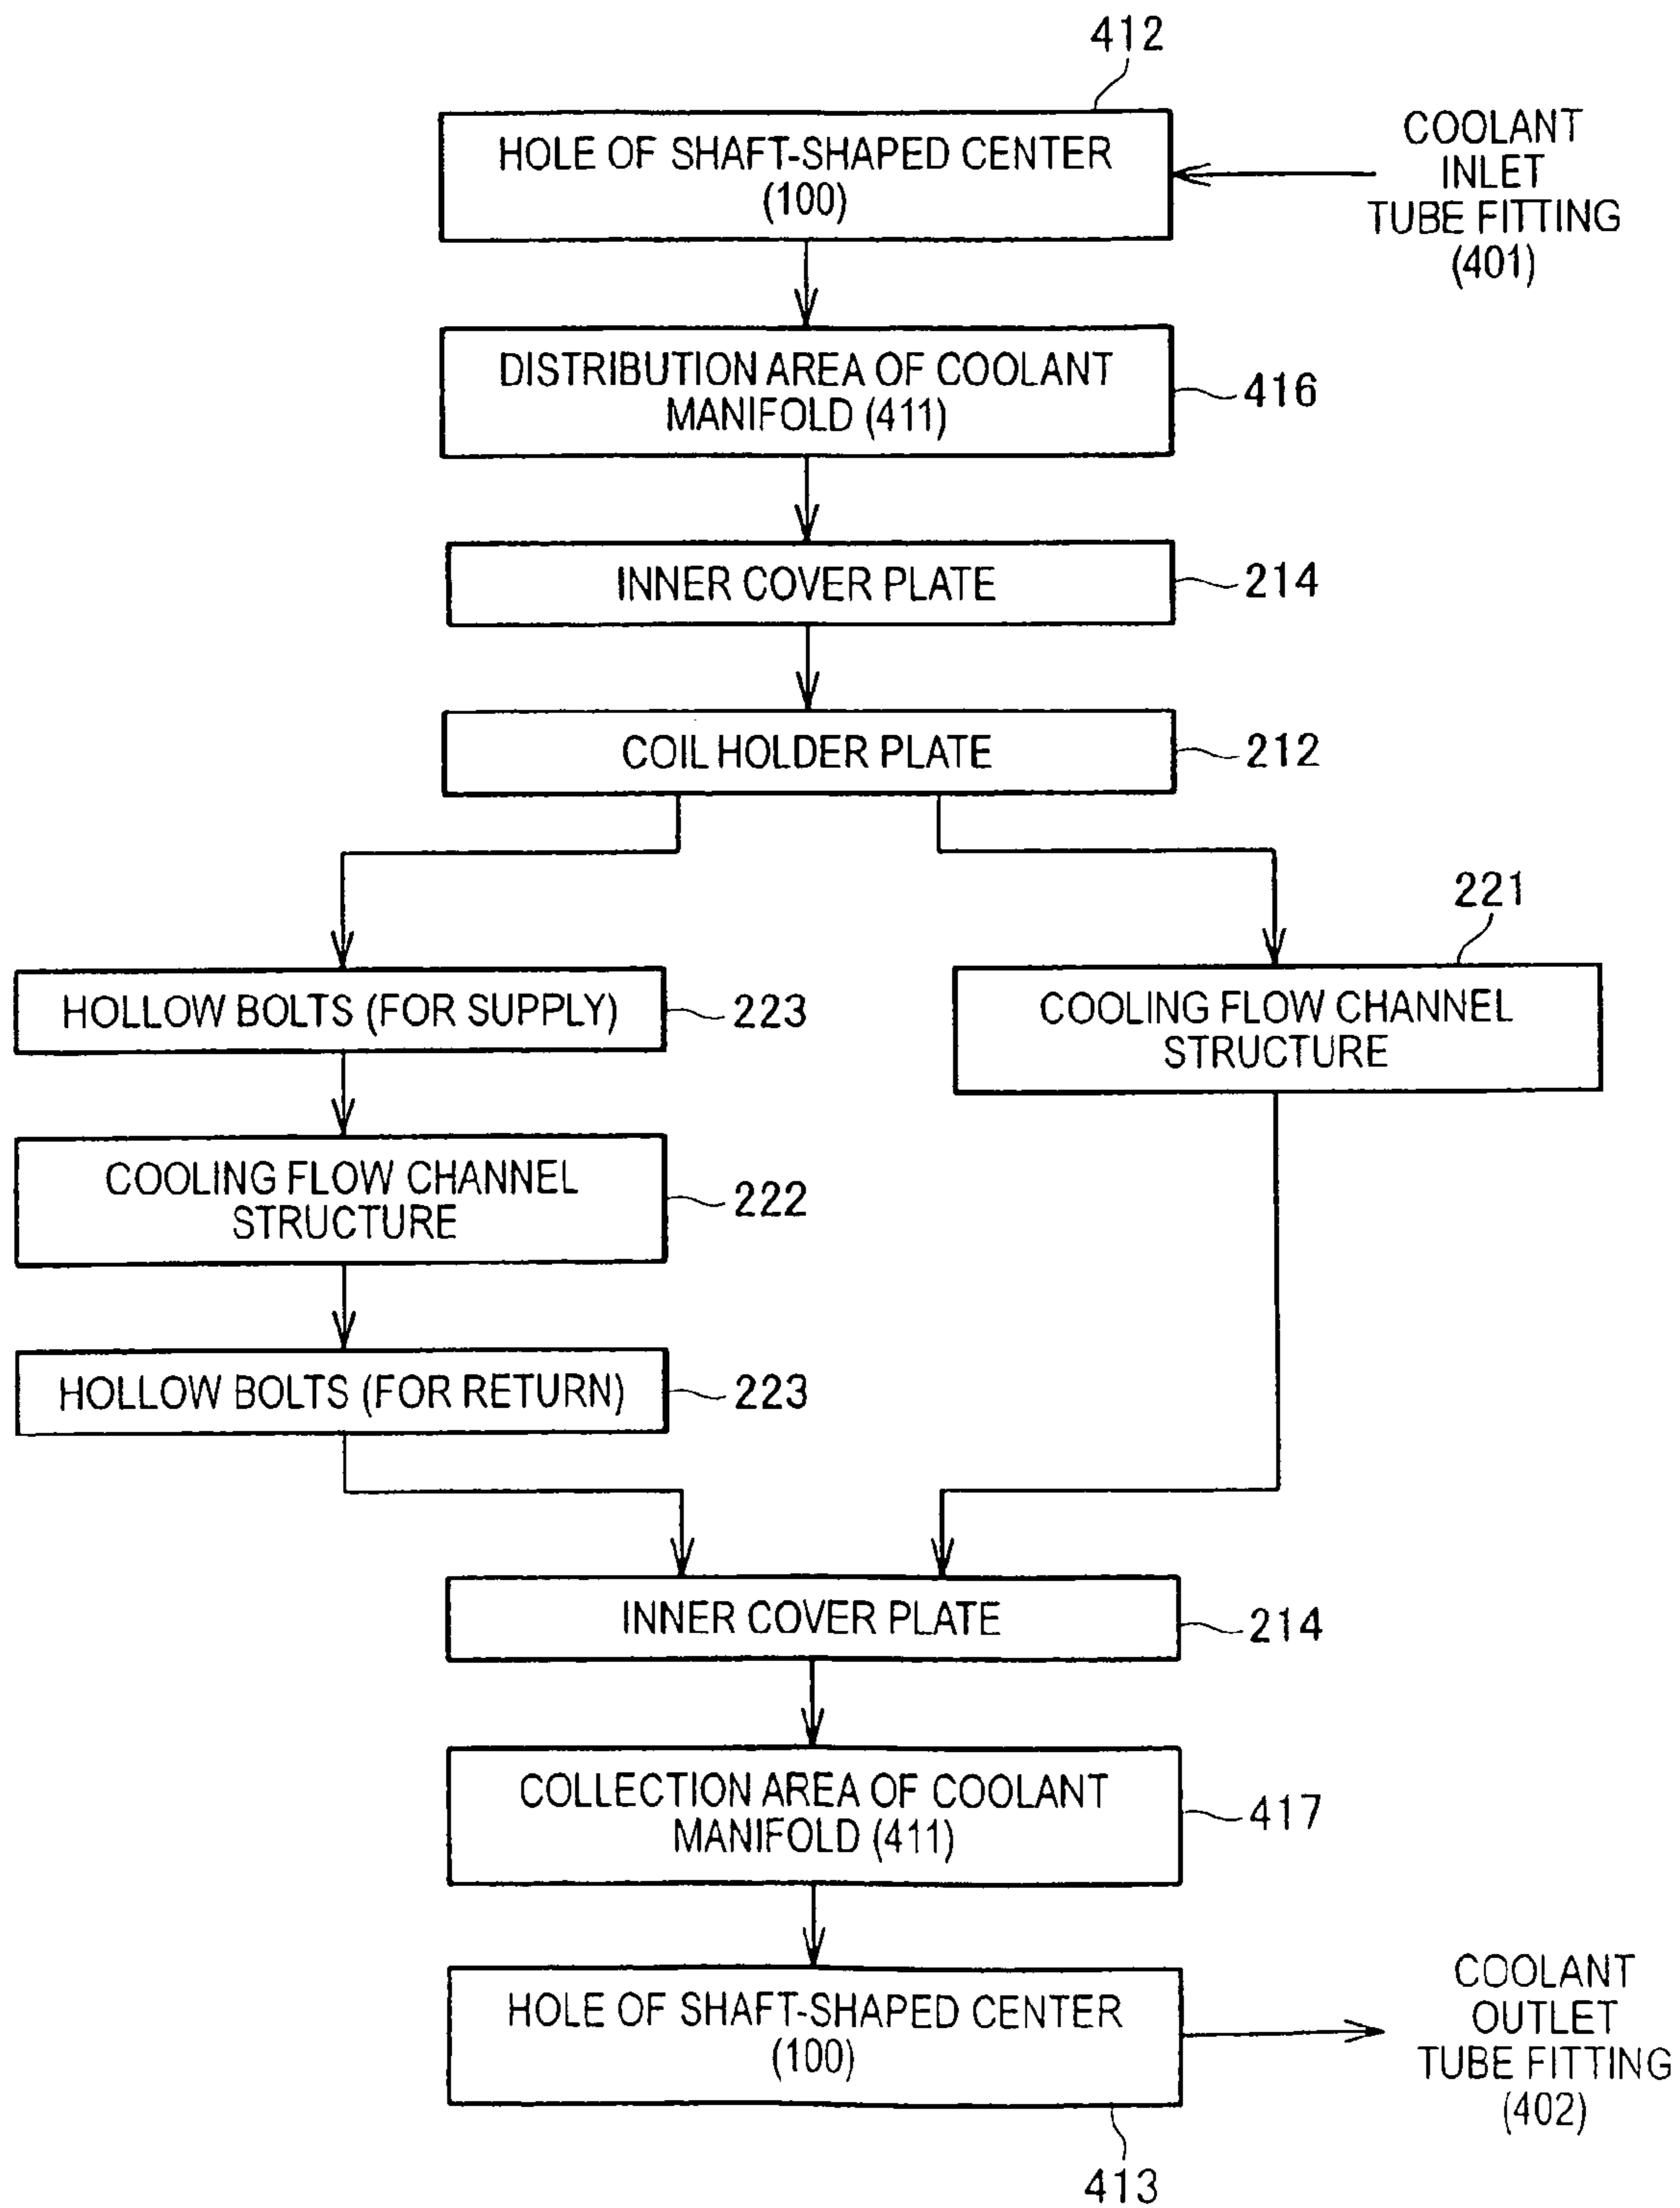 412
HOLE OF SHAFT-SHAPED CENTER
(100)
COOLANT
INLET
TUBE FITTING
(401)
DISTRIBUTION AREA OF COOLANT
MANIFOLD (411)
416
INNER COVER PLATE
214
COIL HOLDER PLATE
212
221
HOLLOW BOLTS (FOR SUPPLY)
223
COOLING FLOW CHANNEL
STRUCTURE
COOLING FLOW CHANNEL
STRUCTURE
222
HOLLOW BOLTS (FOR RETURN)
223
INNER COVER PLATE
214
COLLECTION AREA OF COOLANT
MANIFOLD (411)
417
HOLE OF SHAFT-SHAPED CENTER
(100)
COOLANT
OUTLET
TUBE FITTING
(402)
413